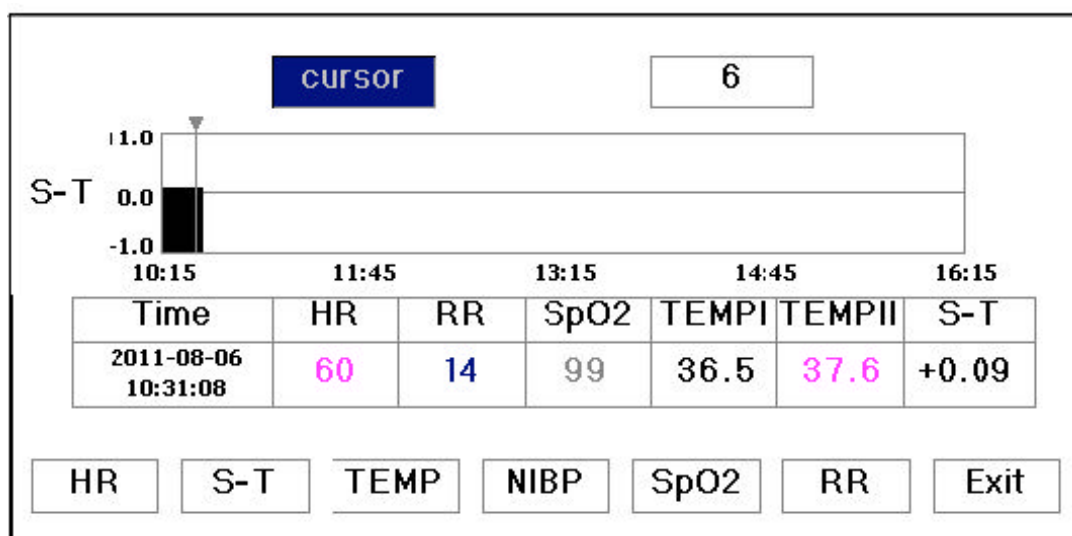 cursor 6
+1.0
S-T 0.0
-1.0
10:15 11:45 13:15 14:45 16:15
Time HR RR SpO2 TEMPI TEMPII S-T
2011-08-06
10:31:08 60 14 99 36.5 37.6 +0.09
HR S-T TEMP NIBP SpO2 RR Exit